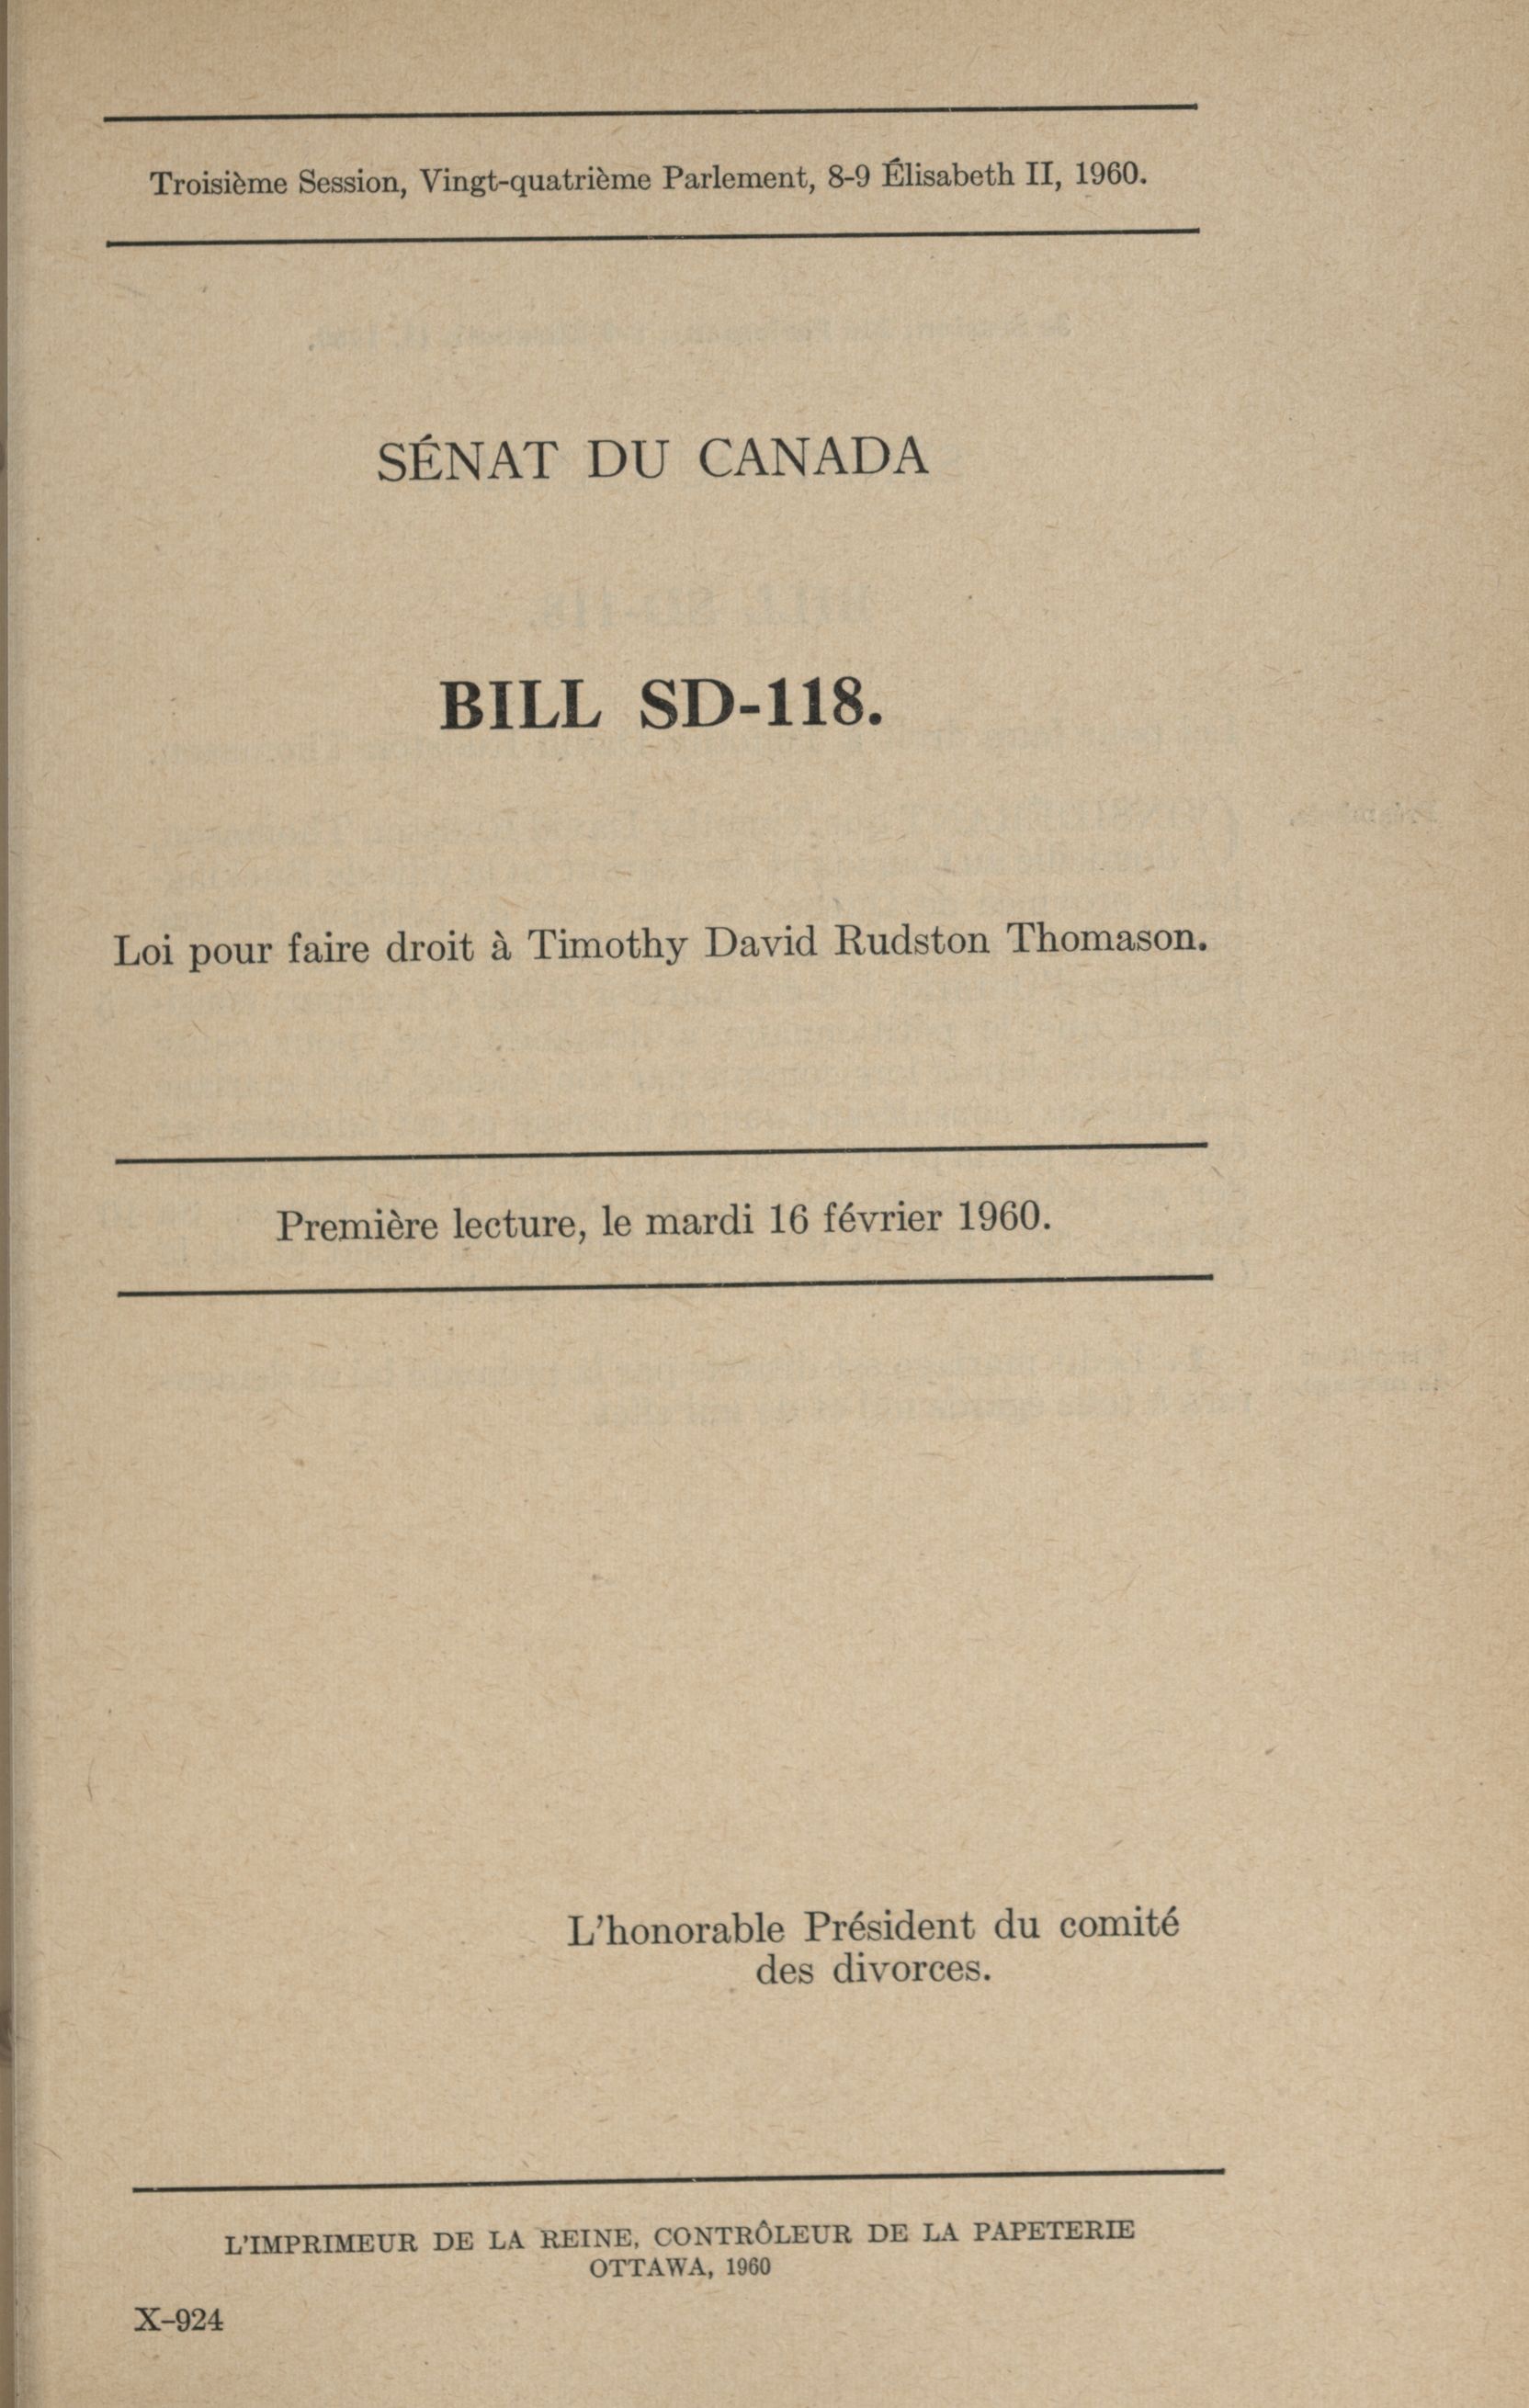 Troisième Session, Vingt-quatrième Parlement, 8-9 Élisabeth II, 1960.
SÉNAT DU CANADA
BILL SD-118.
Loi pour faire droit à Timothy David Rudston Thomason.
Première lecture, le mardi 16 février 1960.
L'honorable Président du comité
des divorces.
L'IMPRIMEUR DE LA REINE, CONTRÔLEUR DE LA PAPETERIE
OTTAWA, 1960
X-924